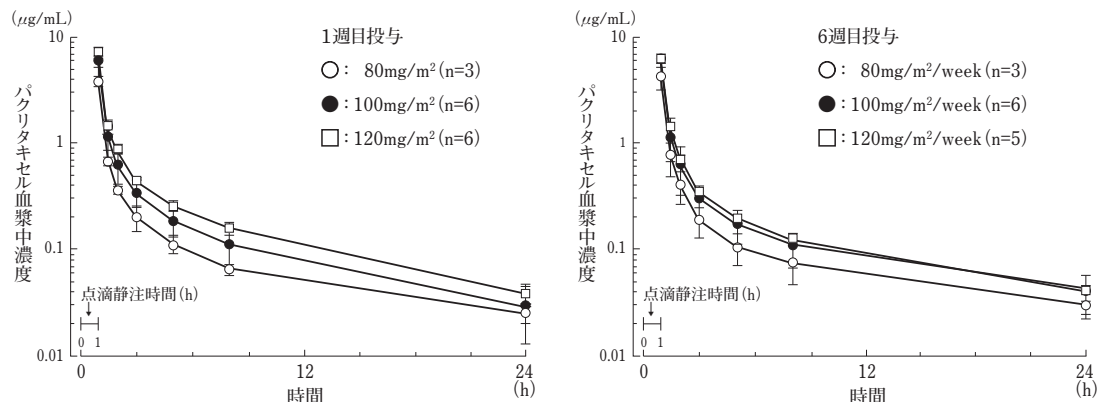 (μg/mL)
10
1
0.1
0.01
パクリタキセル血漿中濃度
1週目投与
○: 80mg/m²(n=3)
●:100mg/m²(n=6)
□:120mg/m²(n=6)
点滴静注時間(h)
0 1
0
12
24
(h)
時間
(μg/mL)
10
1
0.1
0.01
パクリタキセル血漿中濃度
6週目投与
○: 80mg/m²/week(n=3)
●:100mg/m²/week(n=6)
□:120mg/m²/week(n=5)
点滴静注時間(h)
0 1
0
12
24
(h)
時間